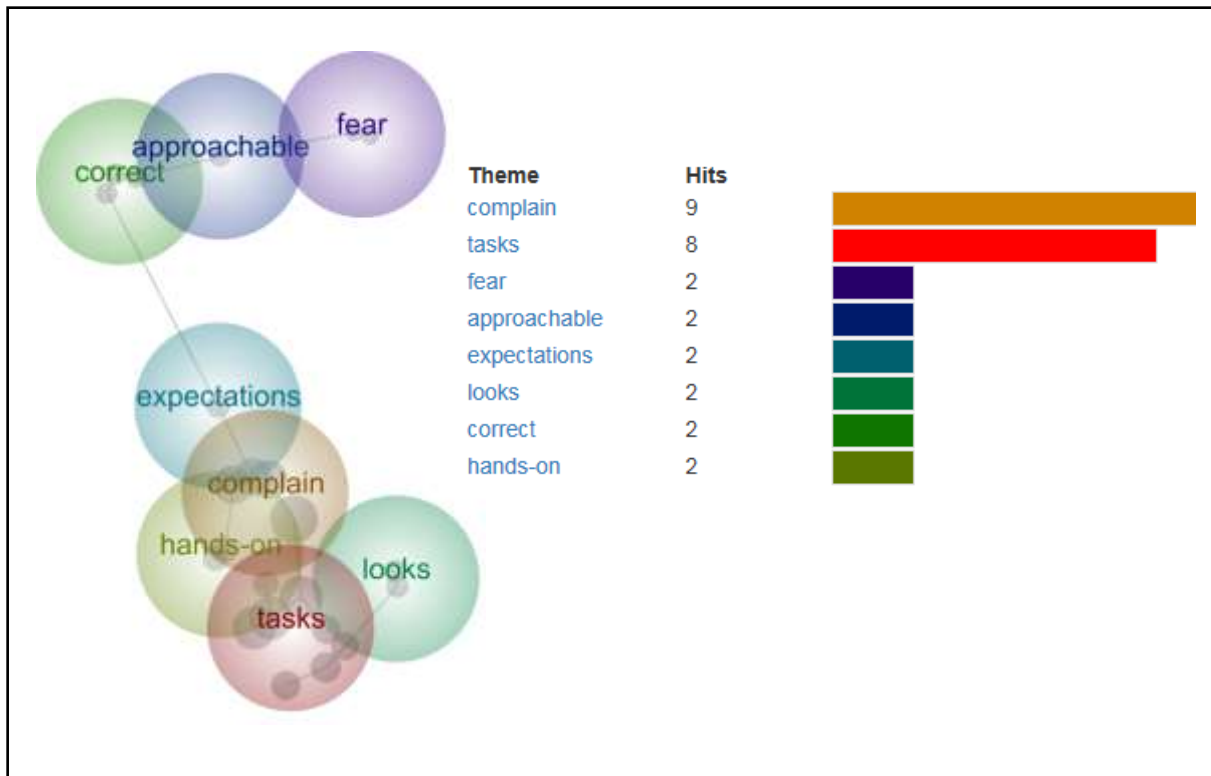 fear
approachable
correct
expectations
complain
hands-on
looks
tasks
Theme Hits
complain 9
tasks 8
fear 2
approachable 2
expectations 2
looks 2
correct 2
hands-on 2